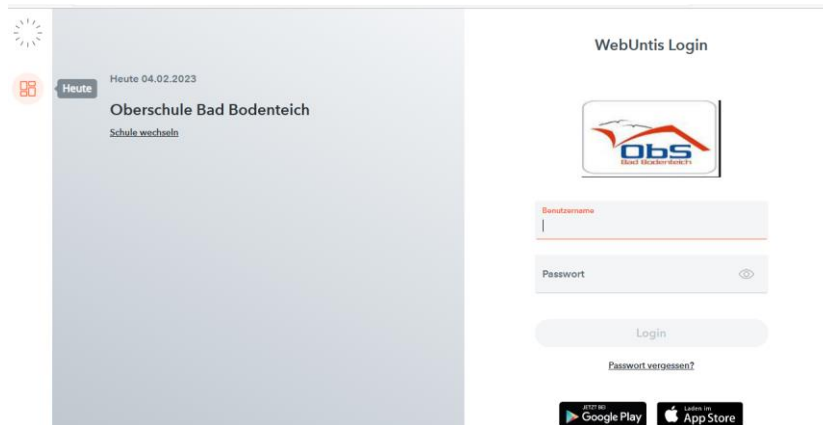 Heute
Heute 04.02.2023
Oberschule Bad Bodenteich
Schule wechseln
WebUntis Login
ObS
Bad Bodenteich
Benutzername
Passwort
Login
Passwort vergessen?
JETZT BEI
Google Play
Laden im
App Store